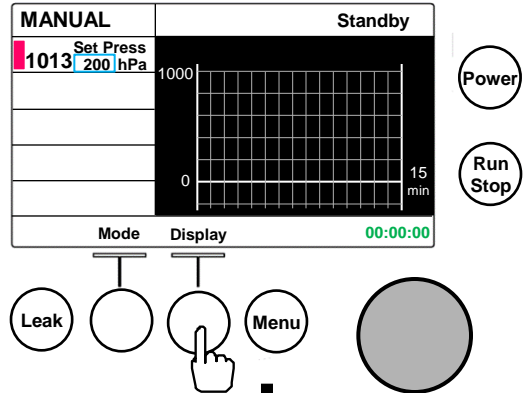 MANUAL Standby
Set Press
1013 200 hPa
1000
Power
15
0
min
Run
Stop
Mode Display 00:00:00
Leak
Menu